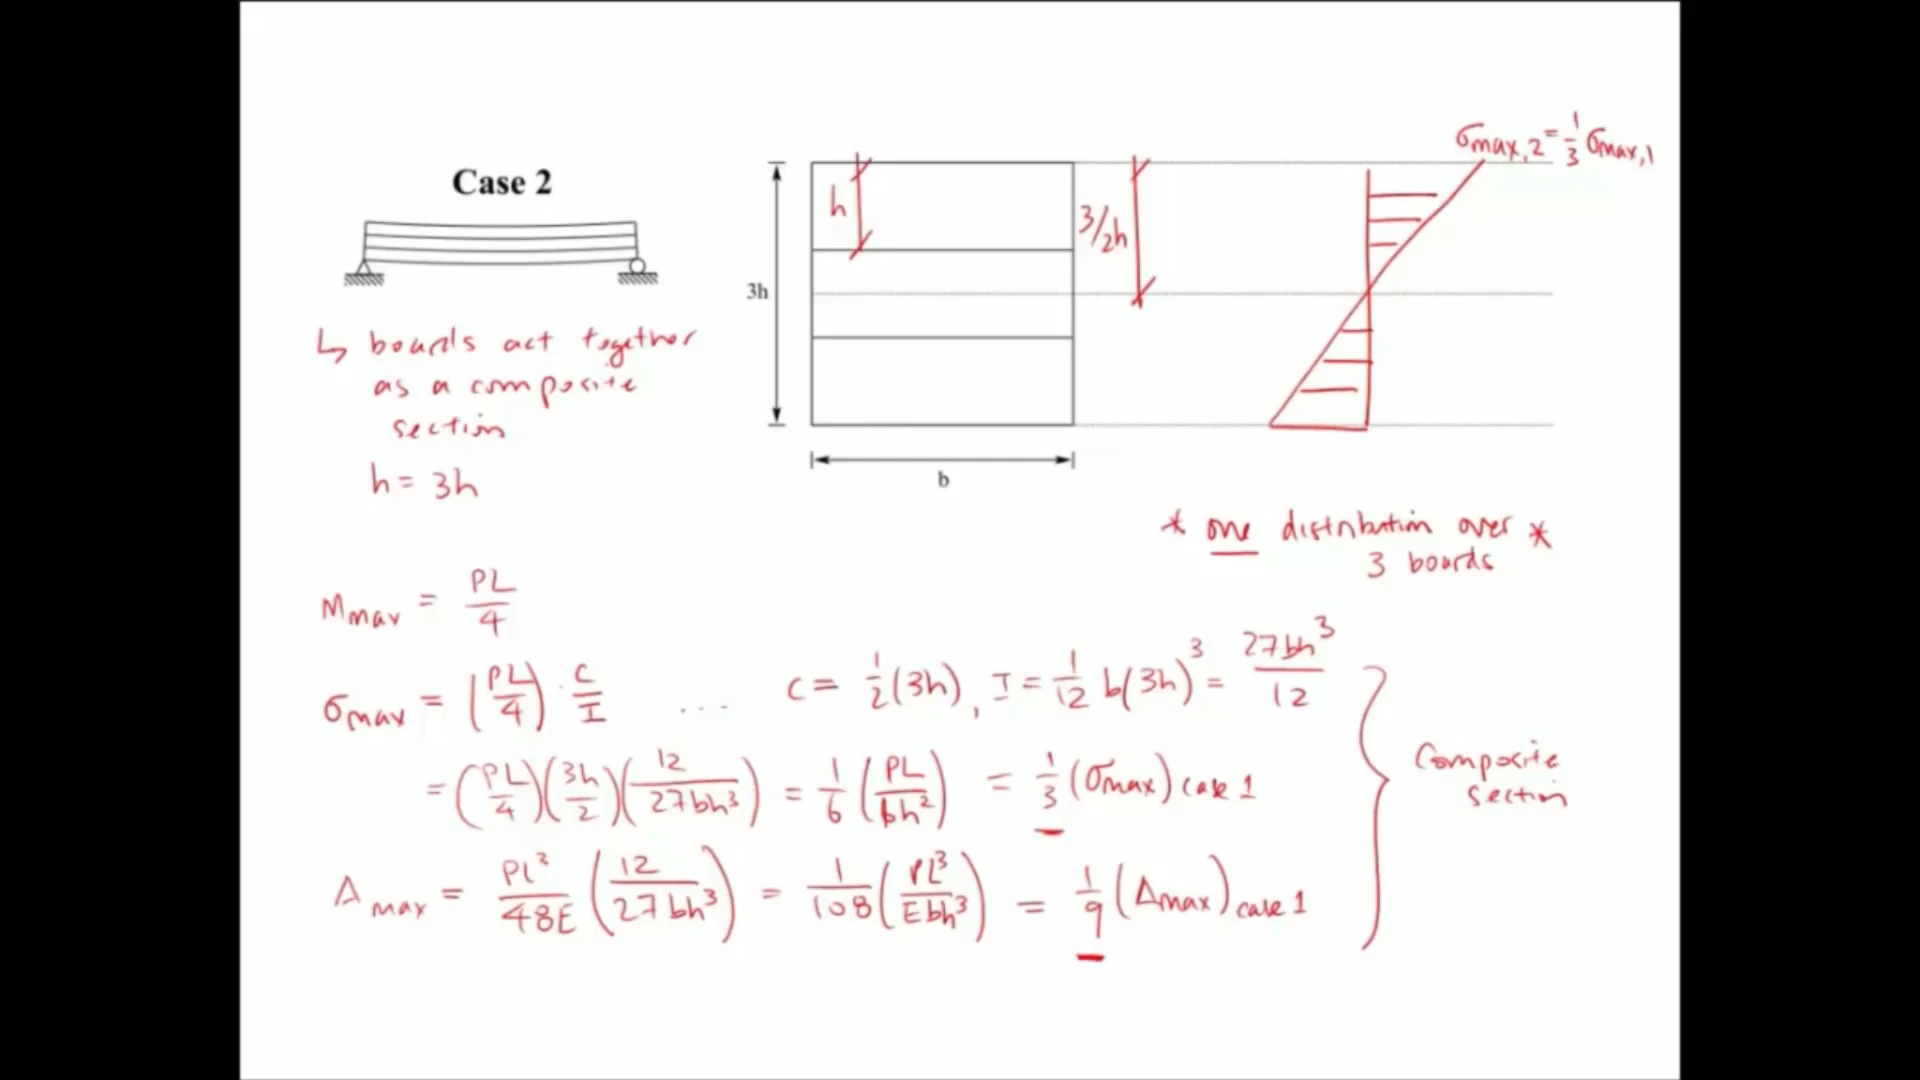 Case 2
↳ boards act together
as a composite
section
h = 3h
3h
h
3/2h
b
σmax,2 = 1/3 σmax,1
* one distribution over *
3 boards
Mmax = PL/4
σmax = (PL/4) · C/I ... C = 1/2(3h), I = 1/12 b(3h)³ = 27bh³/12
= (PL/4)(3h/2)(12/27bh³) = 1/6 (PL/bh²) = 1/3 (σmax) case 1
Δmax = PL³/48E (12/27bh³) = 1/108 (PL³/Ebh³) = 1/9 (Δmax) case 1
Composite
section